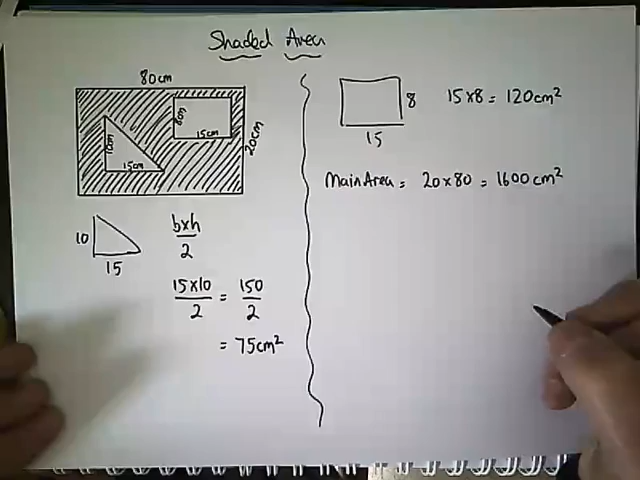 Shaded Area
80cm
8cm
15cm
20cm
10cm
15cm
10
15
bxh
2
15x10 = 150
2 2
= 75cm²
8
15
15x8 = 120cm²
Main Area = 20x80 = 1600cm²